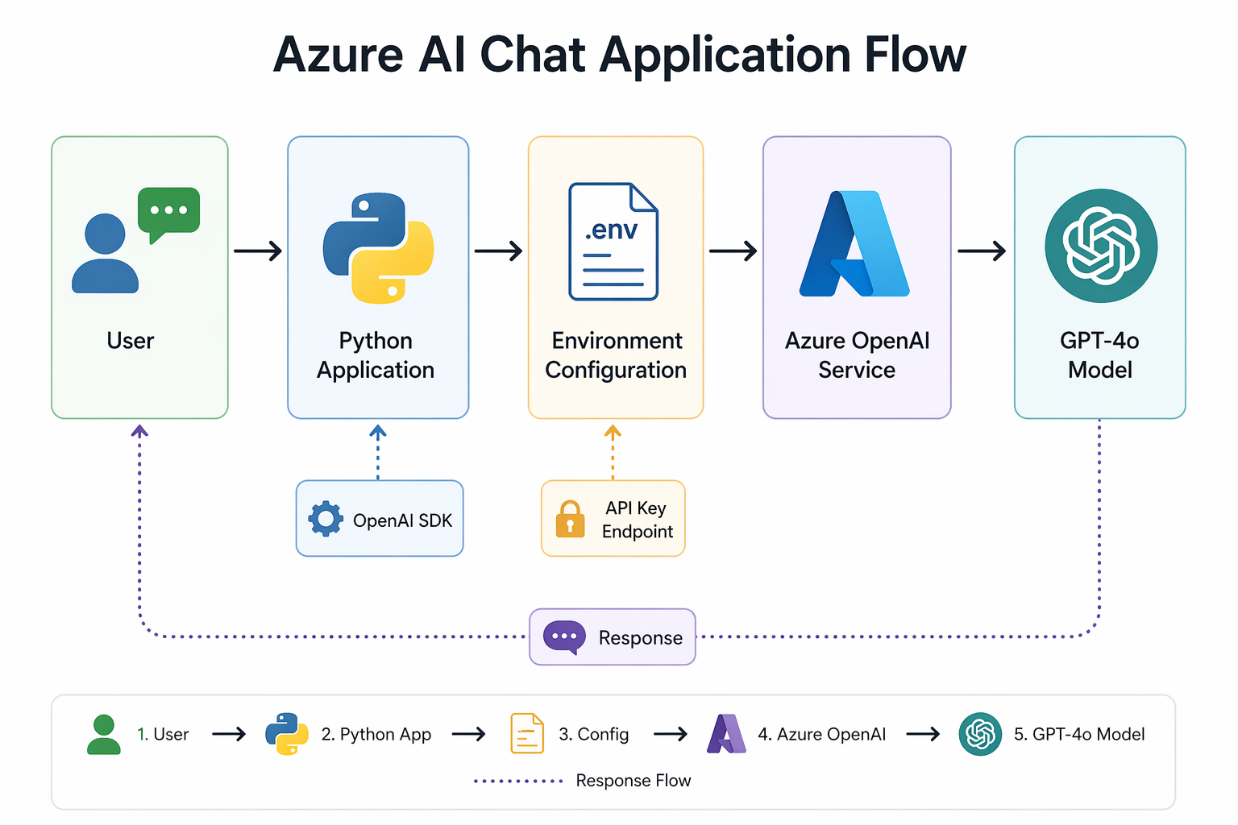 Azure AI Chat Application Flow
User
Python
Application
.env
Environment
Configuration
Azure OpenAI
Service
GPT-4o
Model
OpenAI SDK
API Key
Endpoint
Response
1. User
2. Python App
3. Config
4. Azure OpenAI
5. GPT-4o Model
Response Flow